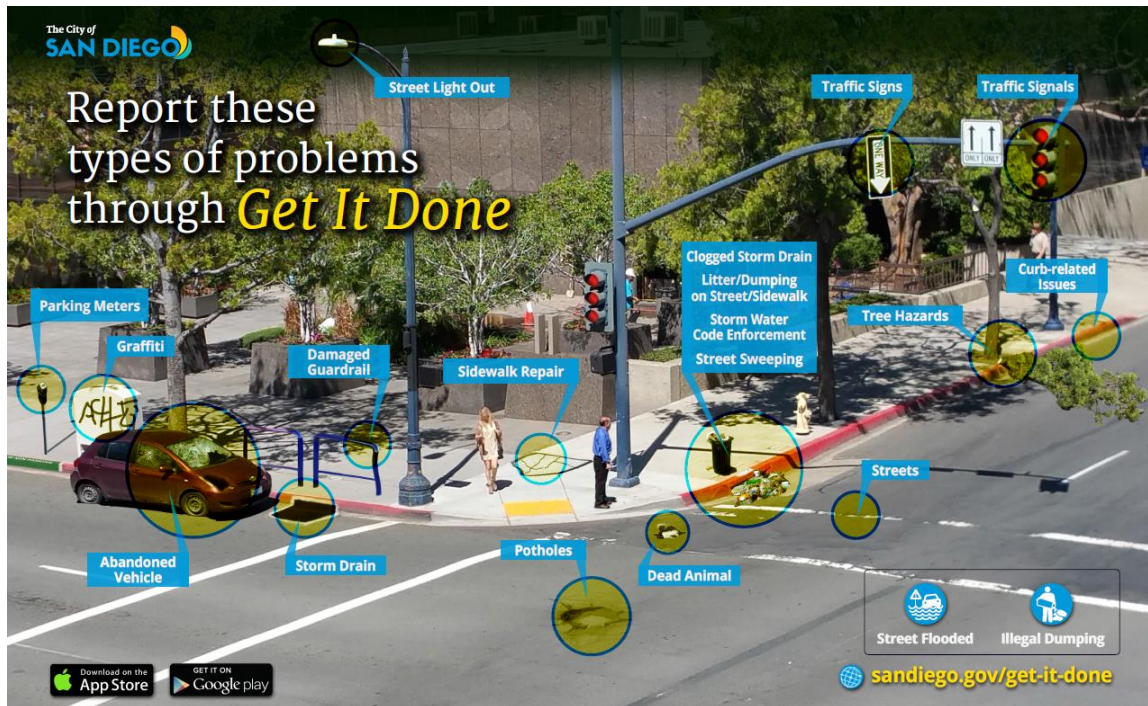 The City of
SAN DIEGO
Report these
types of problems
through Get It Done
Street Light Out
Traffic Signs
Traffic Signals
ONE WAY
ONLY ONLY
Clogged Storm Drain
Litter/Dumping
on Street/Sidewalk
Storm Water
Code Enforcement
Street Sweeping
Curb-related
Issues
Tree Hazards
Parking Meters
Graffiti
Damaged
Guardrail
Sidewalk Repair
Streets
Abandoned
Vehicle
Storm Drain
Potholes
Dead Animal
Street Flooded
Illegal Dumping
Download on the
App Store
GET IT ON
Google play
sandiego.gov/get-it-done